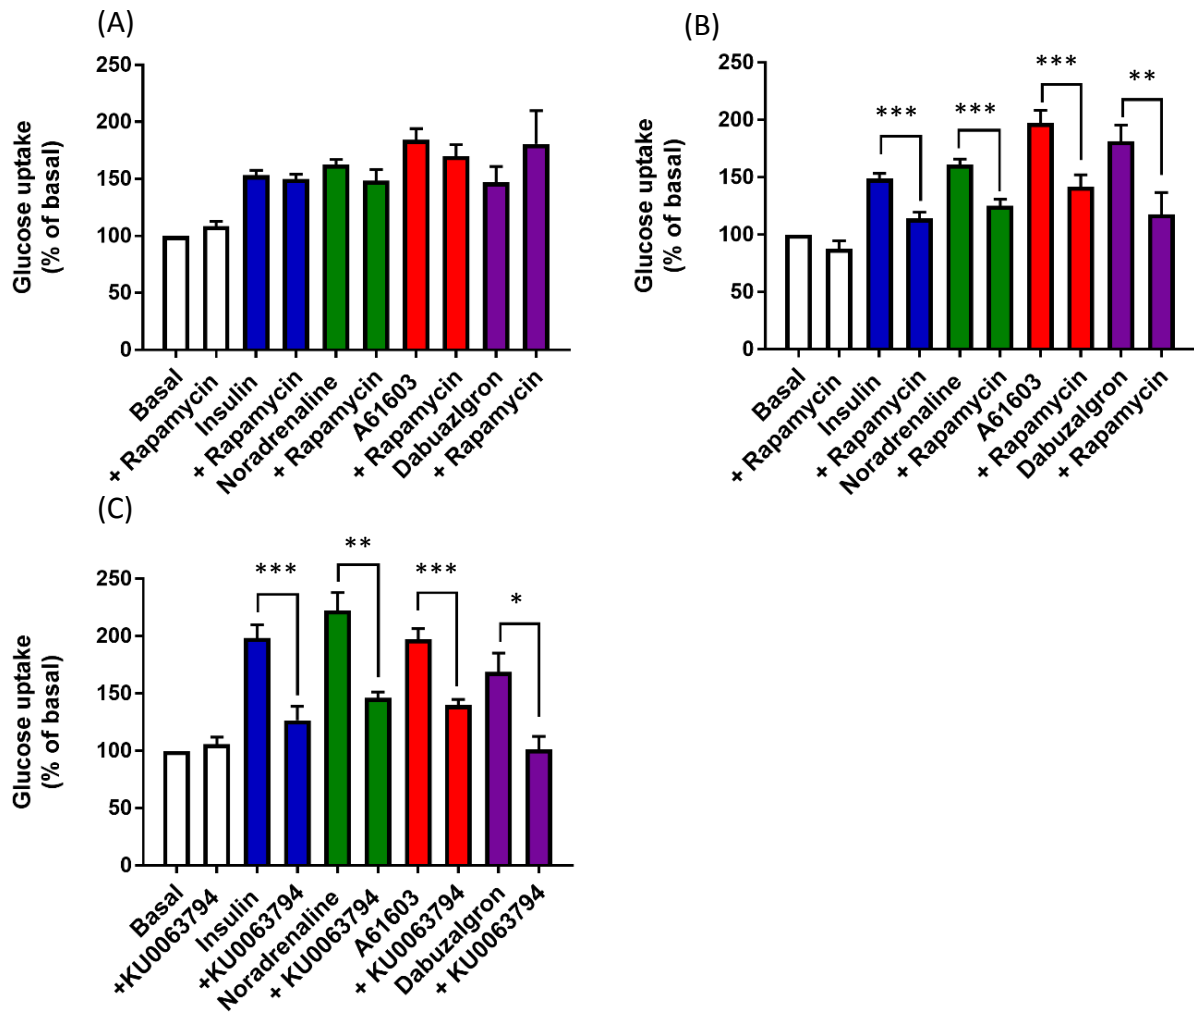 (A)
250
200
150
100
50
0
Glucose uptake
(% of basal)
Basal
+ Rapamycin
Insulin
+ Rapamycin
Noradrenaline
+ Rapamycin
A61603
+ Rapamycin
Dabuazlgron
+ Rapamycin
(B)
250
200
150
100
50
0
Glucose uptake
(% of basal)
***
***
***
**
Basal
+ Rapamycin
Insulin
+ Rapamycin
Noradrenaline
+ Rapamycin
A61603
+ Rapamycin
Dabuzalgron
+ Rapamycin
(C)
250
200
150
100
50
0
Glucose uptake
(% of basal)
***
**
***
*
Basal
+KU0063794
Insulin
+KU0063794
Noradrenaline
+ KU0063794
A61603
+ KU0063794
Dabuzalgron
+ KU0063794